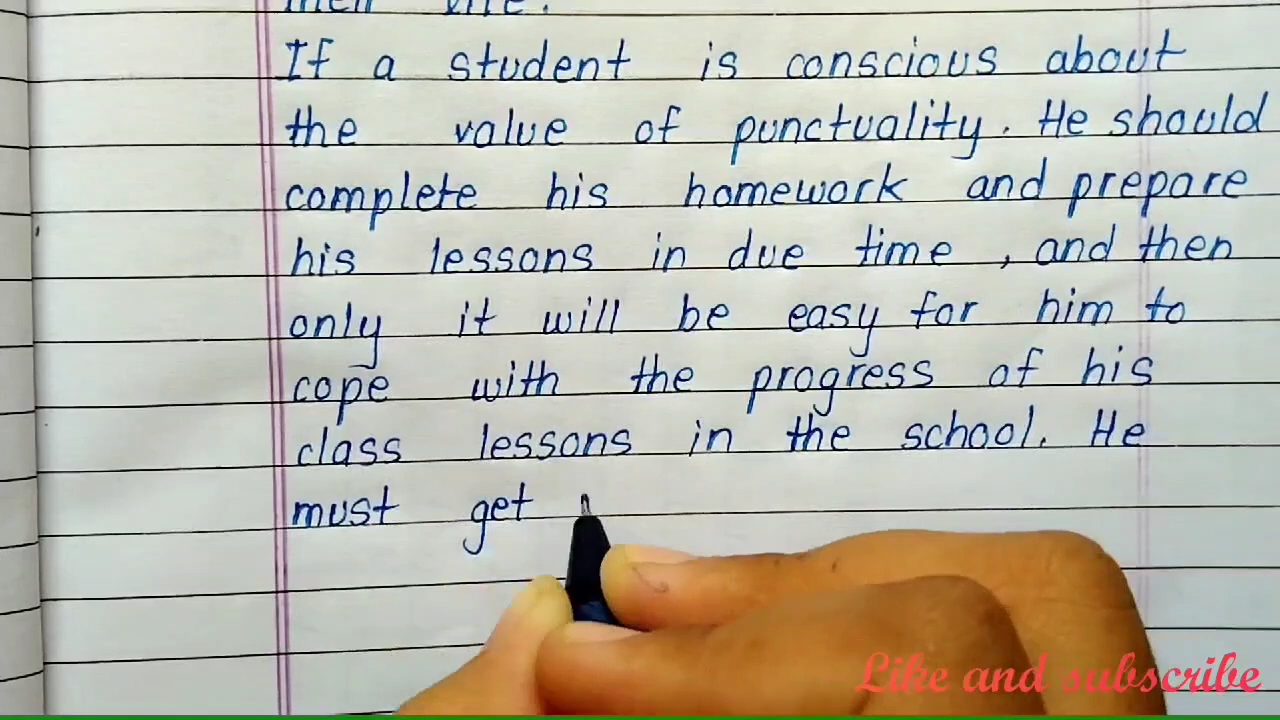 their life.
If a student is conscious about
the value of punctuality. He should
complete his homework and prepare
his lessons in due time , and then
only it will be easy for him to
cope with the progress of his
class lessons in the school. He
must get
Like and subscribe